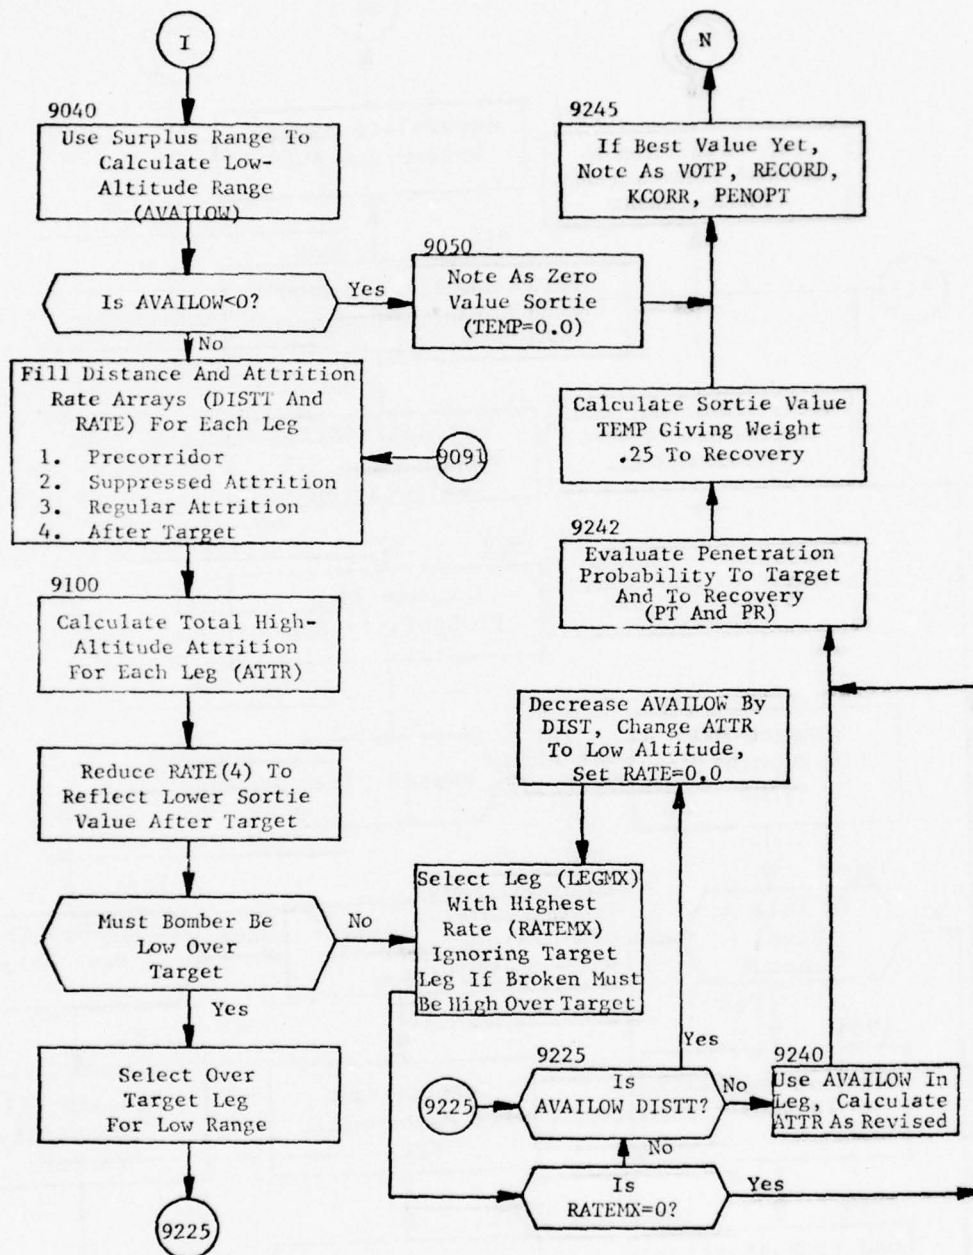 I
9040
Use Surplus Range To
Calculate Low-
Altitude Range
(AVAILOW)
Is AVAILOW<0?
Yes
No
9050
Note As Zero
Value Sortie
(TEMP=0.0)
Fill Distance And Attrition
Rate Arrays (DISTT And
RATE) For Each Leg
1. Precorridor
2. Suppressed Attrition
3. Regular Attrition
4. After Target
9091
9100
Calculate Total High-
Altitude Attrition
For Each Leg (ATTR)
Reduce RATE(4) To
Reflect Lower Sortie
Value After Target
Must Bomber Be
Low Over
Target
No
Yes
Select Over
Target Leg
For Low Range
9225
N
9245
If Best Value Yet,
Note As VOTP, RECORD,
KCORR, PENOPT
Calculate Sortie Value
TEMP Giving Weight
.25 To Recovery
9242
Evaluate Penetration
Probability To Target
And To Recovery
(PT And PR)
Decrease AVAILOW By
DIST, Change ATTR
To Low Altitude,
Set RATE=0.0
Select Leg (LEGMX)
With Highest
Rate (RATEMX)
Ignoring Target
Leg If Broken Must
Be High Over Target
9225
9225
Is
AVAILOW DISTT?
Yes
No
9240
Use AVAILOW In
Leg, Calculate
ATTR As Revised
No
Is
RATEMX=0?
Yes